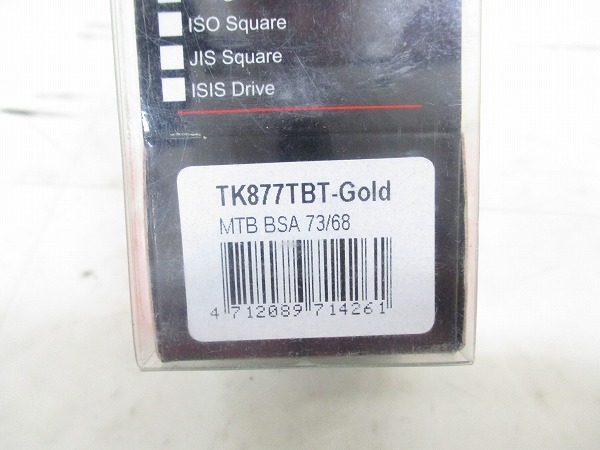 ISO Square
JIS Square
ISIS Drive
TK877TBT-Gold
MTB BSA 73/68
4 712089 714261